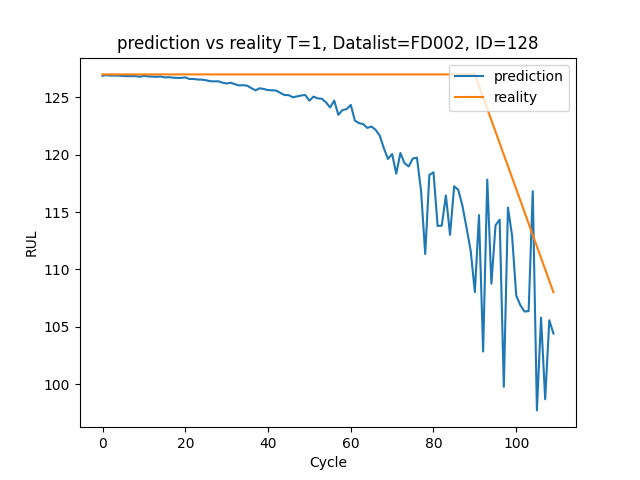 prediction vs reality T=1, Datalist=FD002, ID=128
prediction
reality
125
120
115
110
105
100
RUL
0 20 40 60 80 100
Cycle